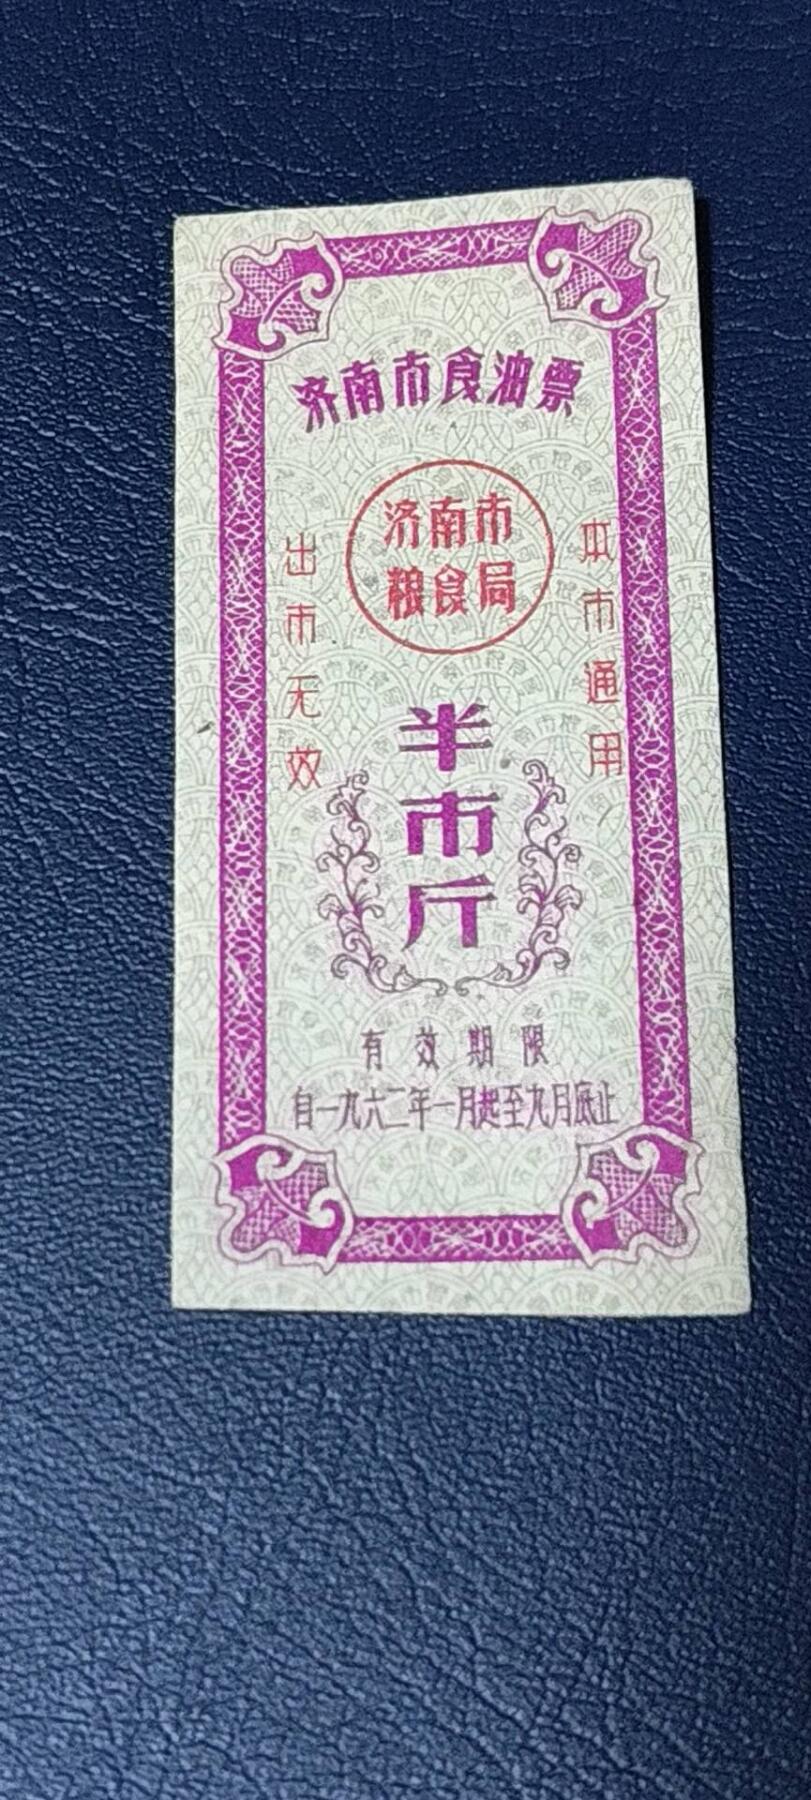 济南市食油票
济南市
粮食局
本市通用
出市无效
半市斤
有效期限
自一九六二年一月起至九月底止